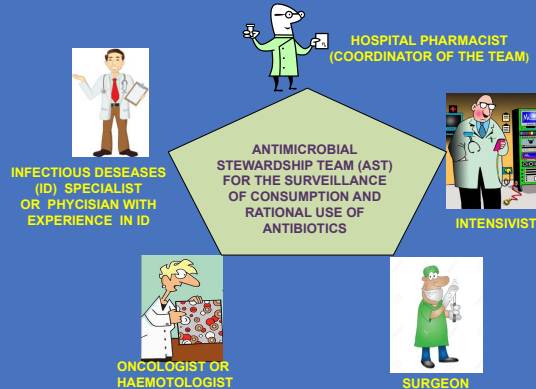 HOSPITAL PHARMACIST
(COORDINATOR OF THE TEAM)
INFECTIOUS DESEASES
(ID) SPECIALIST
OR PHYCISIAN WITH
EXPERIENCE IN ID
ANTIMICROBIAL
STEWARDSHIP TEAM (AST)
FOR THE SURVEILLANCE
OF CONSUMPTION AND
RATIONAL USE OF
ANTIBIOTICS
INTENSIVIST
ONCOLOGIST OR
HAEMOTOLOGIST
SURGEON